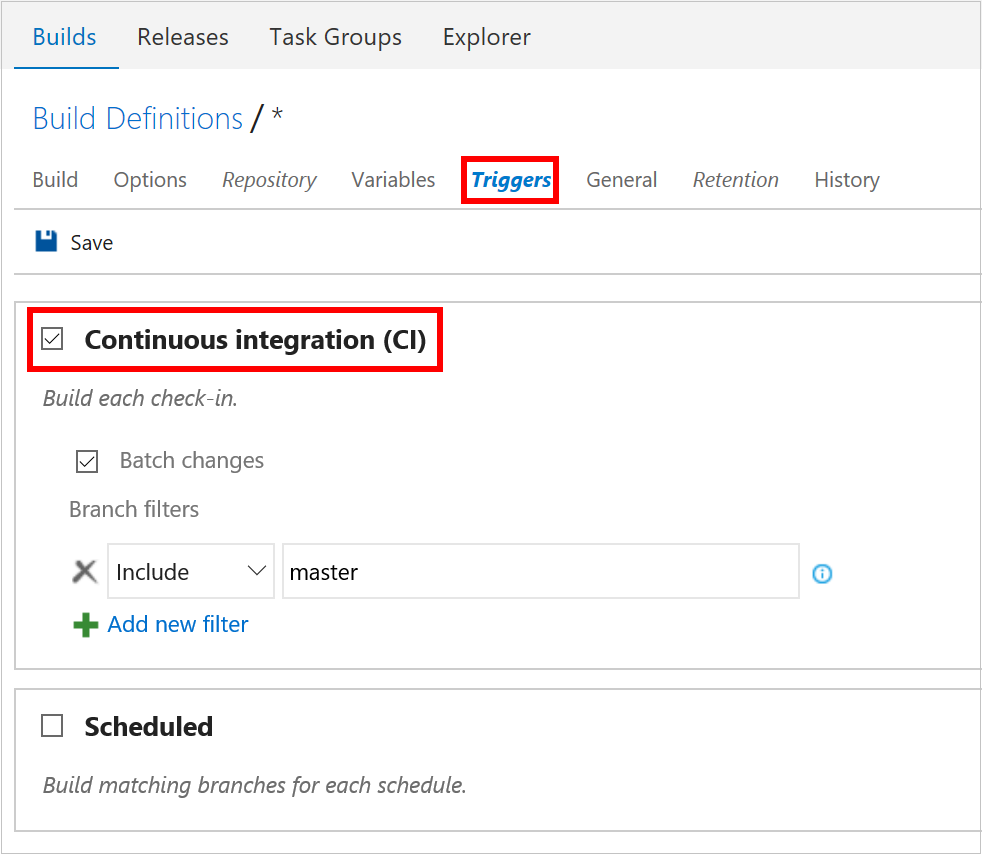 Builds Releases Task Groups Explorer
Build Definitions / *
Build Options Repository Variables Triggers General Retention History
Save
Continuous integration (CI)
Build each check-in.
Batch changes
Branch filters
Include master
Add new filter
Scheduled
Build matching branches for each schedule.